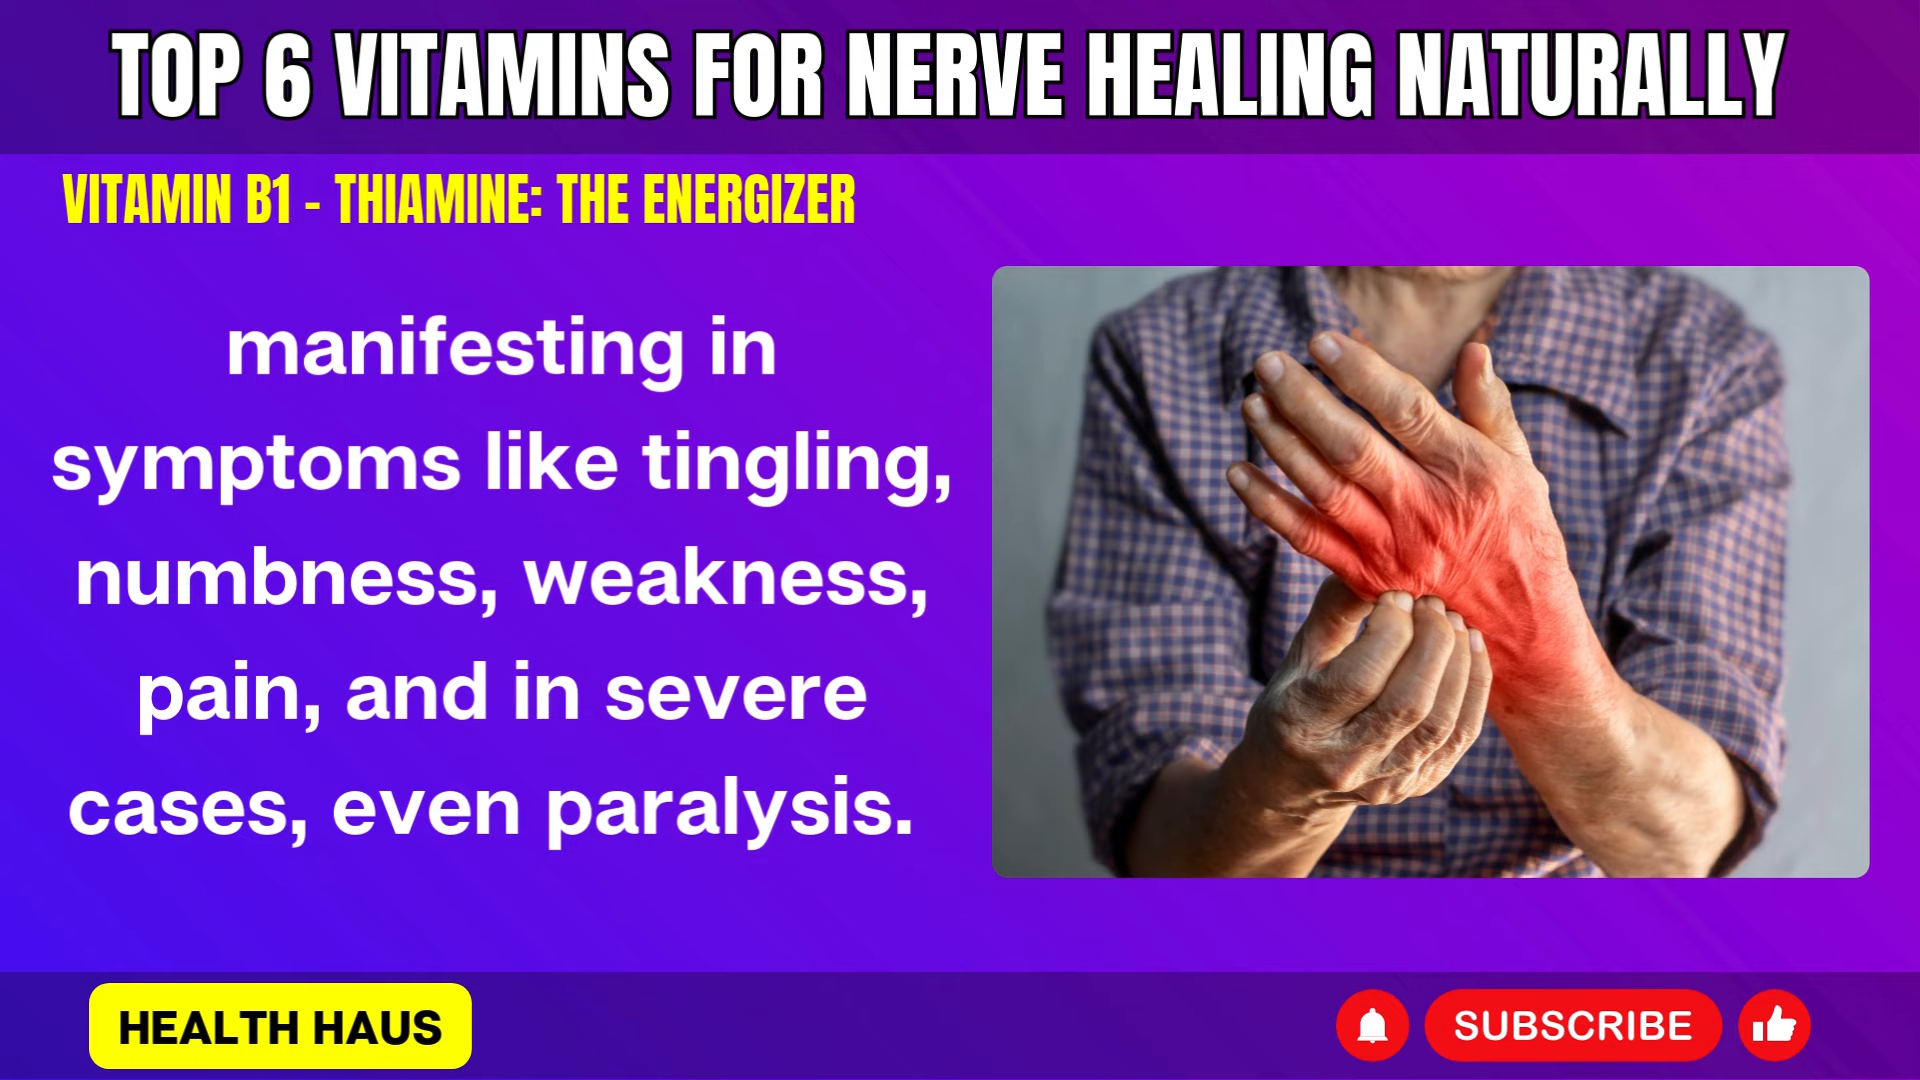 TOP 6 VITAMINS FOR NERVE HEALING NATURALLY
VITAMIN B1 - THIAMINE: THE ENERGIZER
manifesting in
symptoms like tingling,
numbness, weakness,
pain, and in severe
cases, even paralysis.
HEALTH HAUS
SUBSCRIBE